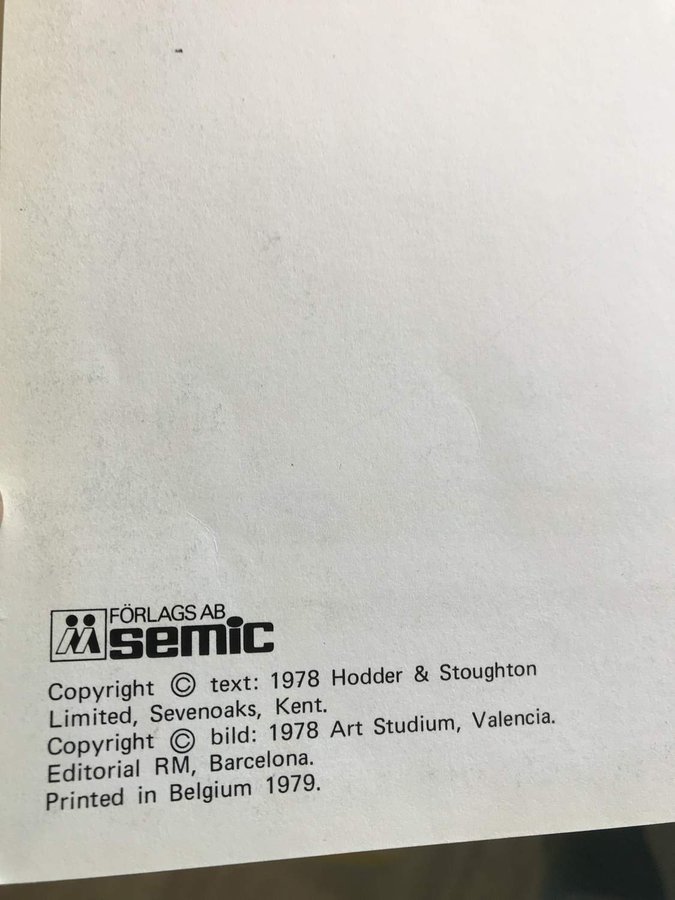 FÖRLAGS AB
semic
Copyright © text: 1978 Hodder & Stoughton
Limited, Sevenoaks, Kent.
Copyright © bild: 1978 Art Studium, Valencia.
Editorial RM, Barcelona.
Printed in Belgium 1979.